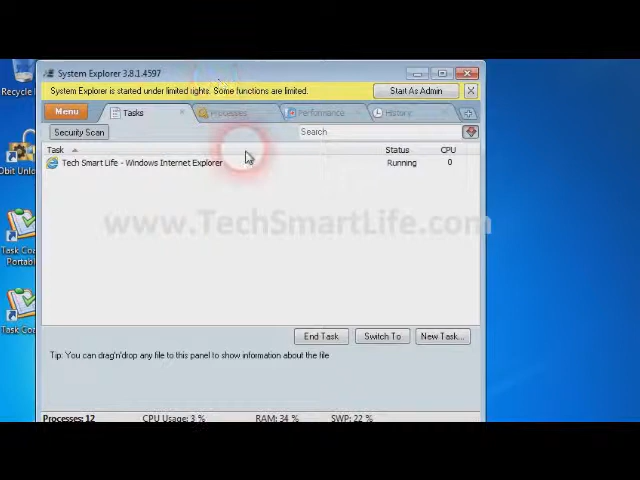 Recycle
System Explorer 3.8.1.4597
System Explorer is started under limited rights. Some functions are limited.
Start As Admin
Menu
Tasks
Processes
Performance
History
Security Scan
Search
Task
Status
CPU
Tech Smart Life - Windows Internet Explorer
Running
0
www.TechSmartLife.com
Obit Unlo
Task Coa
Portabl
Task Coa
End Task
Switch To
New Task...
Tip: You can drag'n'drop any file to this panel to show information about the file
Processes: 12
CPU Usage: 3 %
RAM: 34 %
SWP: 22 %